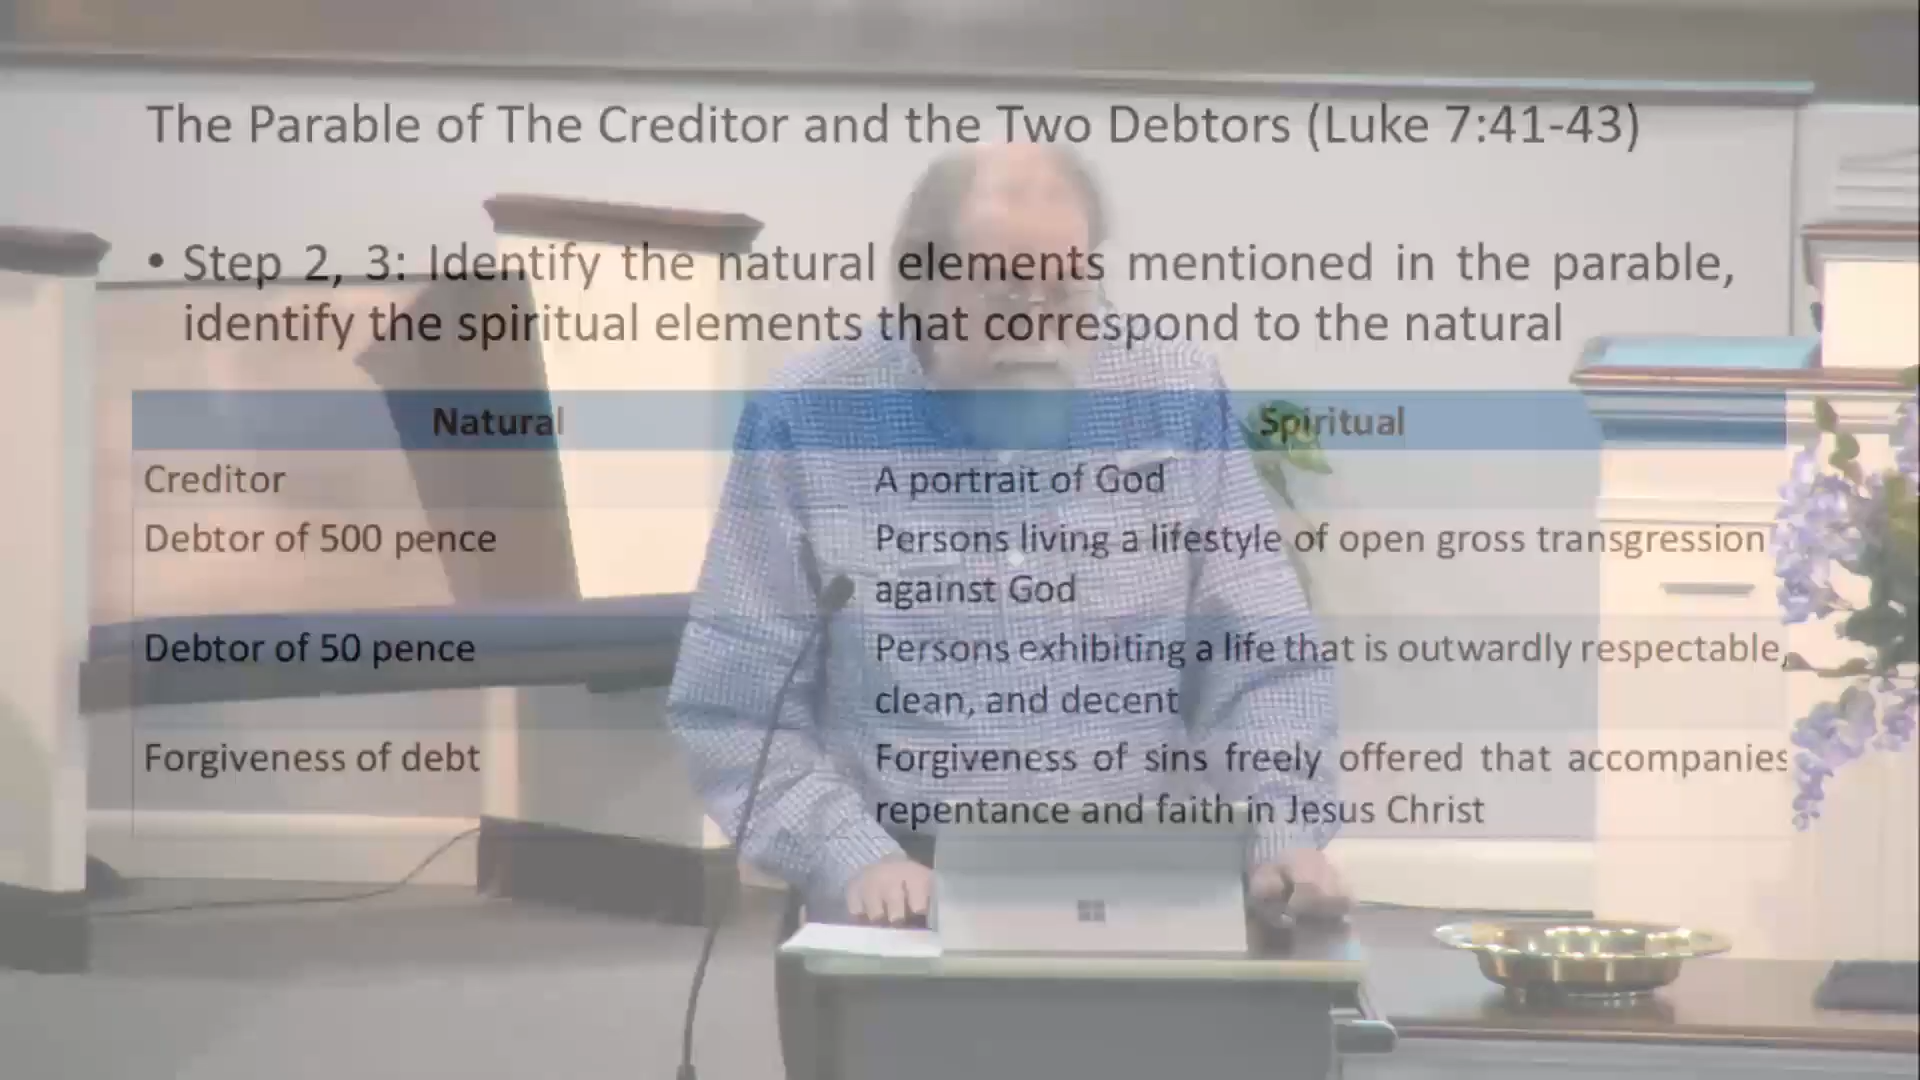 The Parable of The Creditor and the Two Debtors (Luke 7:41-43)
• Step 2, 3: Identify the natural elements mentioned in the parable,
identify the spiritual elements that correspond to the natural
Natural Spiritual
Creditor A portrait of God
Debtor of 500 pence Persons living a lifestyle of open gross transgression
against God
Debtor of 50 pence Persons exhibiting a life that is outwardly respectable,
clean, and decent
Forgiveness of debt Forgiveness of sins freely offered that accompanies
repentance and faith in Jesus Christ